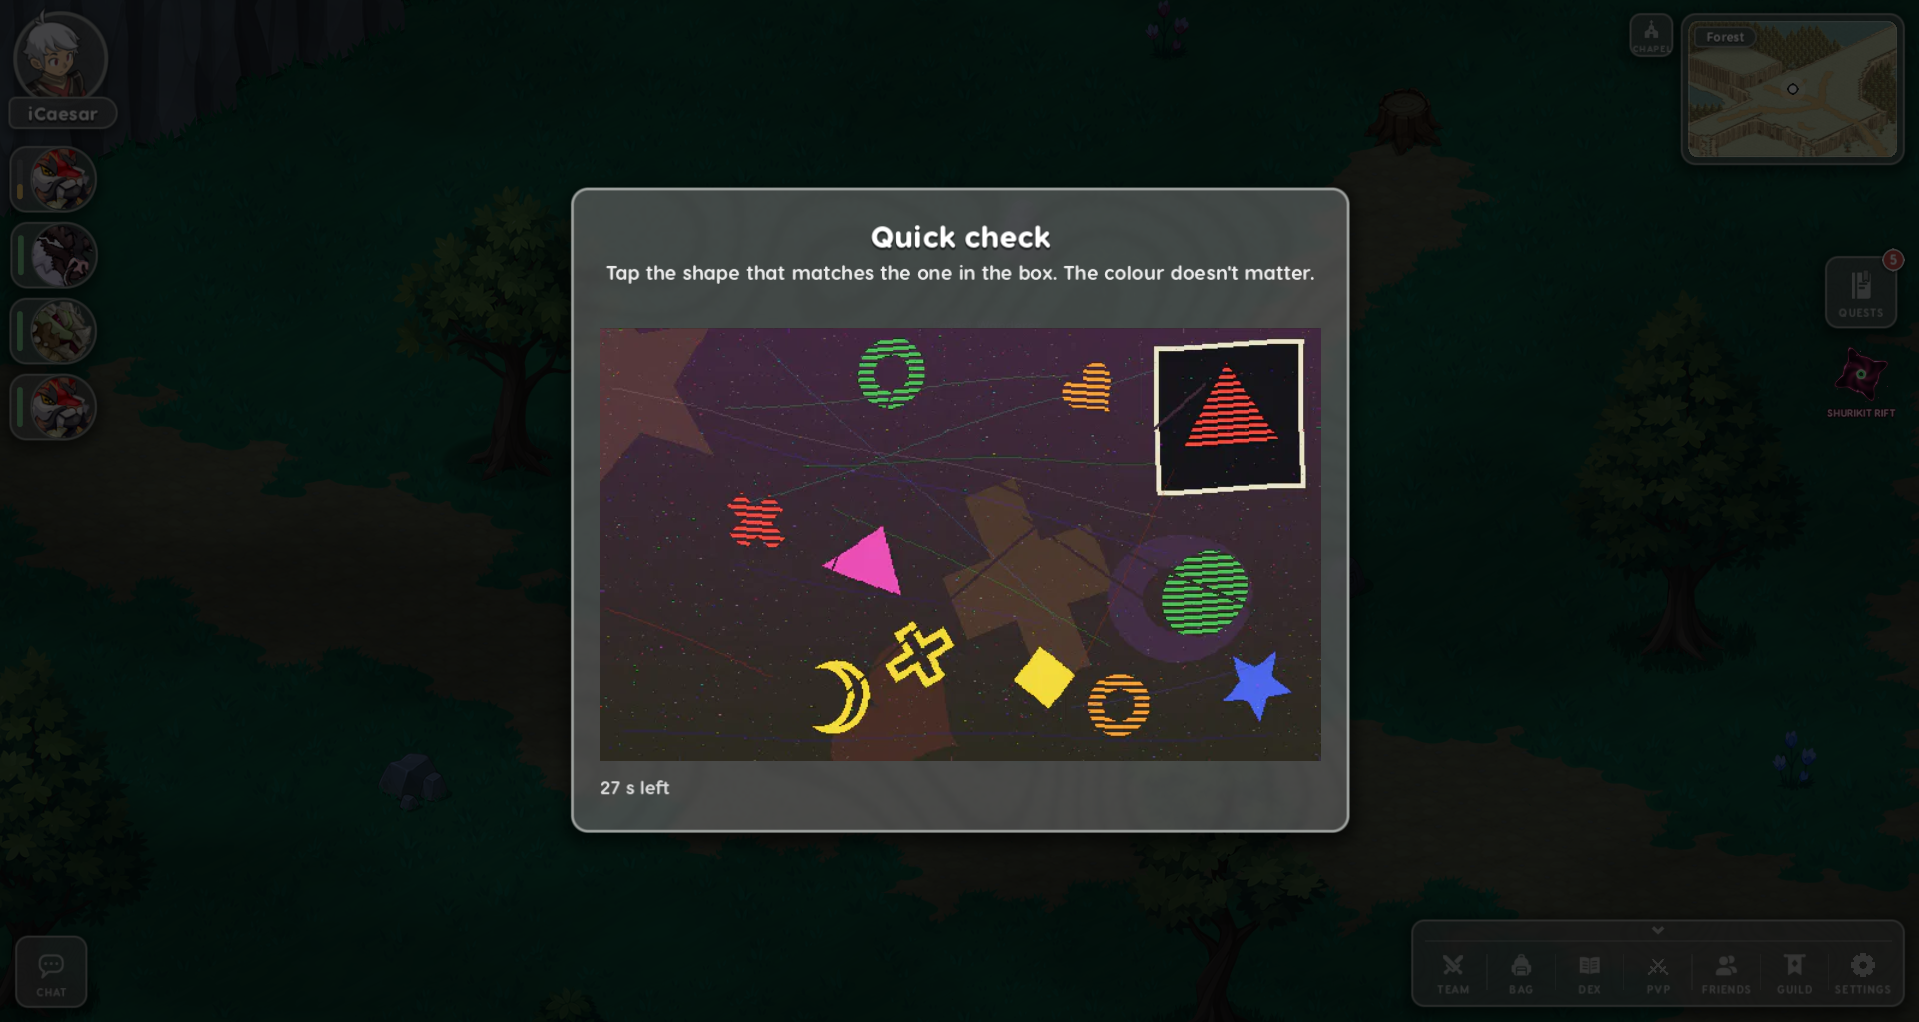 iCaesar
CHAPEL
Forest
Quick check
Tap the shape that matches the one in the box. The colour doesn't matter.
5
QUESTS
SHURIKIT RIFT
27 s left
CHAT
TEAM
BAG
DEX
PVP
FRIENDS
GUILD
SETTINGS